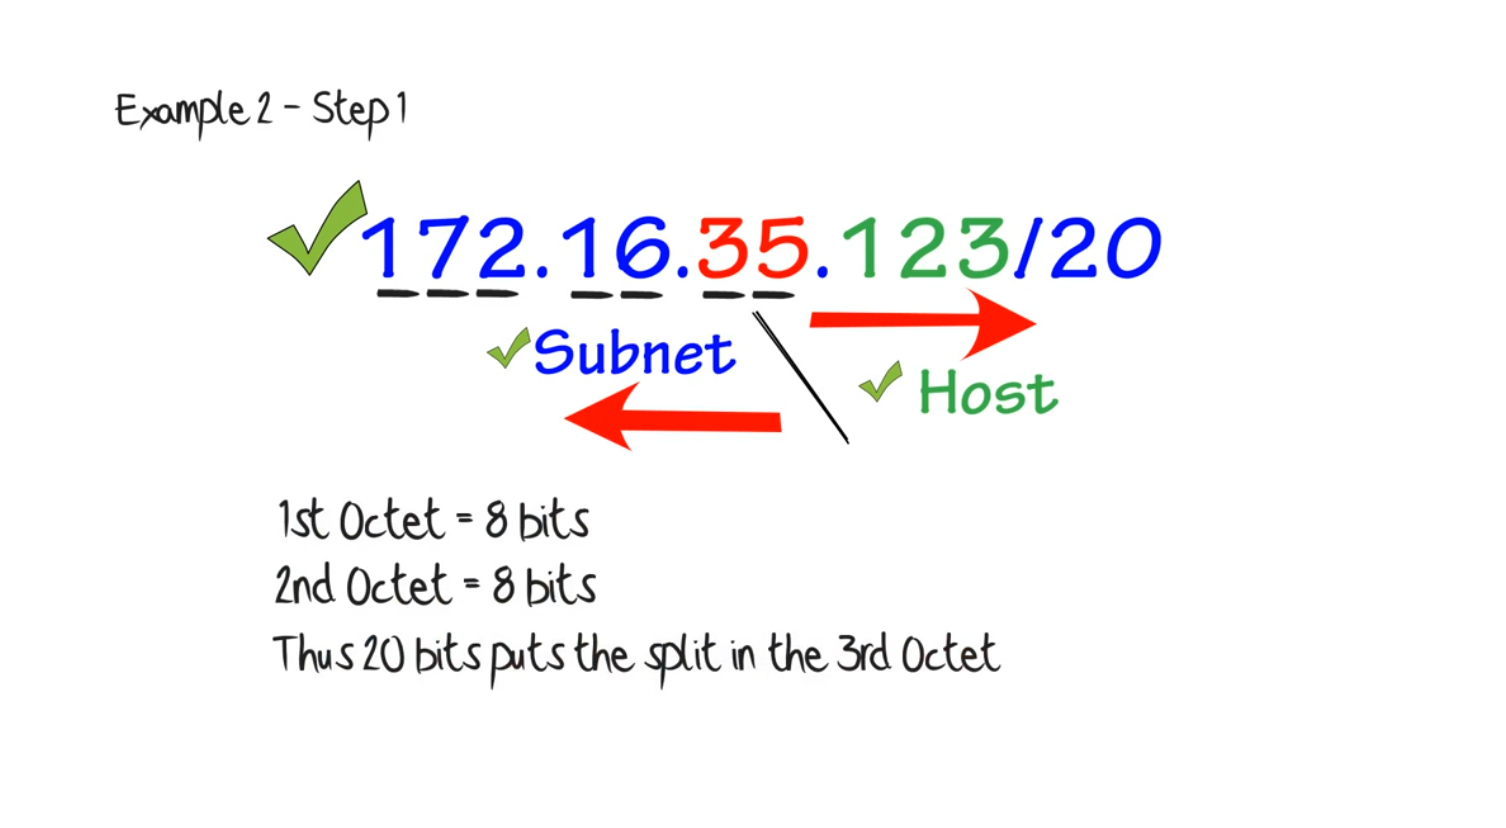 Example 2 - Step 1
172.16.35.123/20
Subnet
Host
1st Octet = 8 bits
2nd Octet = 8 bits
Thus 20 bits puts the split in the 3rd Octet